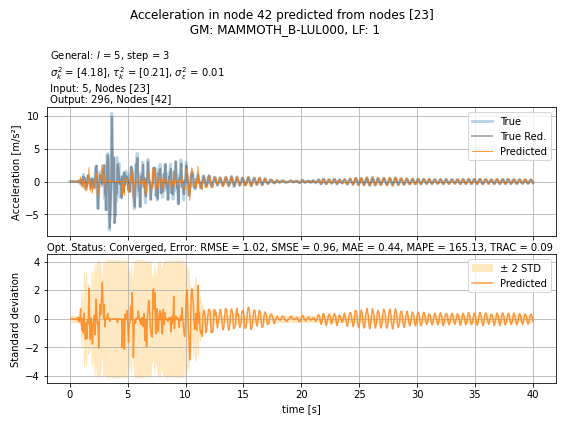 Acceleration in node 42 predicted from nodes [23]
GM: MAMMOTH_B-LUL000, LF: 1
General: l = 5, step = 3
σ²ₖ = [4.18], τ²ₖ = [0.21], σ²ε = 0.01
Input: 5, Nodes [23]
Output: 296, Nodes [42]
10
5
0
−5
Acceleration [m/s²]
True
True Red.
Predicted
Opt. Status: Converged, Error: RMSE = 1.02, SMSE = 0.96, MAE = 0.44, MAPE = 165.13, TRAC = 0.09
4
2
0
−2
−4
Standard deviation
± 2 STD
Predicted
0 5 10 15 20 25 30 35 40
time [s]